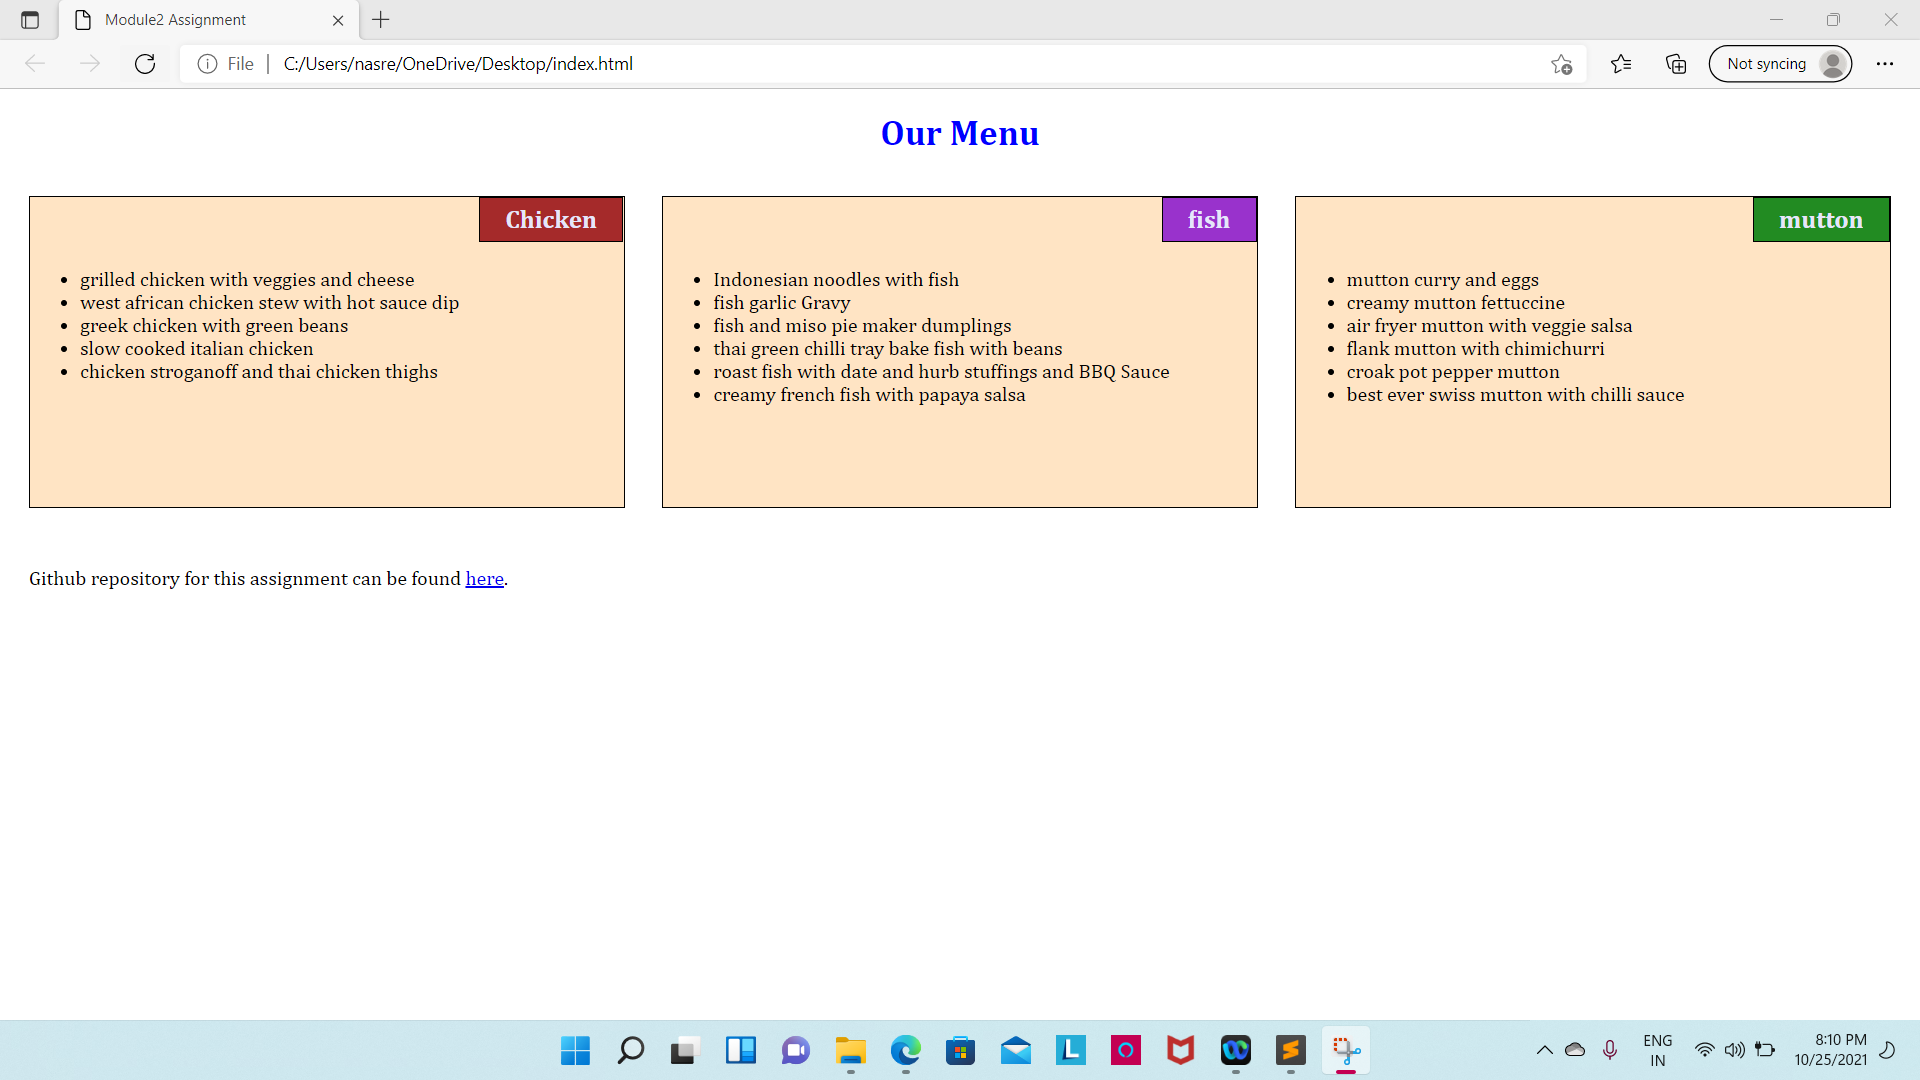 Module2 Assignment
File
C:/Users/nasre/OneDrive/Desktop/index.html
Not syncing
Our Menu
Chicken
grilled chicken with veggies and cheese
west african chicken stew with hot sauce dip
greek chicken with green beans
slow cooked italian chicken
chicken stroganoff and thai chicken thighs
fish
Indonesian noodles with fish
fish garlic Gravy
fish and miso pie maker dumplings
thai green chilli tray bake fish with beans
roast fish with date and hurb stuffings and BBQ Sauce
creamy french fish with papaya salsa
mutton
mutton curry and eggs
creamy mutton fettuccine
air fryer mutton with veggie salsa
flank mutton with chimichurri
croak pot pepper mutton
best ever swiss mutton with chilli sauce
Github repository for this assignment can be found here.
L
ENG
IN
8:10 PM
10/25/2021